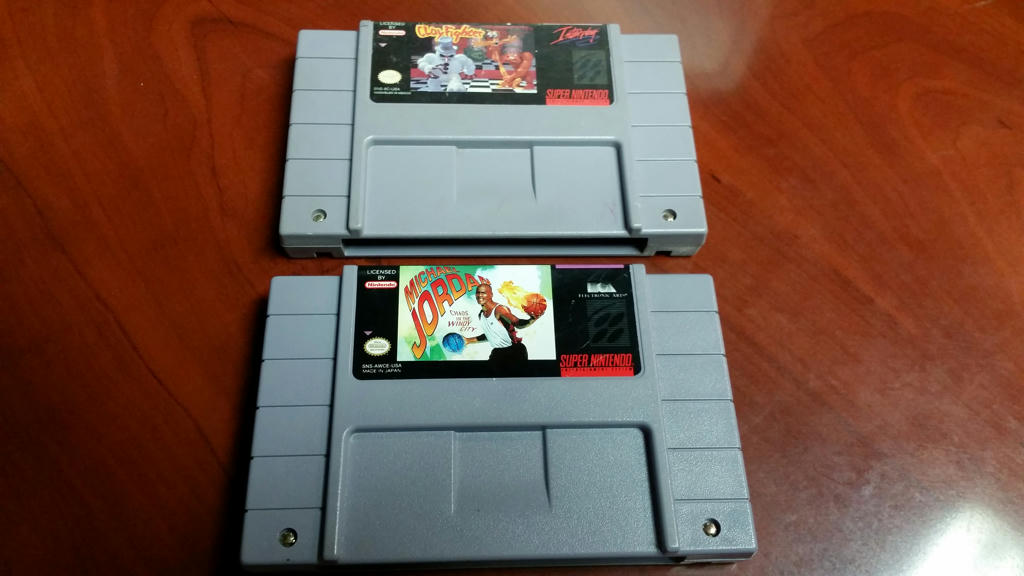 LICENSED
BY
Nintendo
ClayFighter
Interplay
SNS-8C-USA
SUPER NINTENDO
LICENSED
BY
Nintendo
MICHAEL
JORDAN
CHAOS
IN THE
WINDY
CITY
EA
ELECTRONIC ARTS
SNS-AWCE-USA
MADE IN JAPAN
SUPER NINTENDO